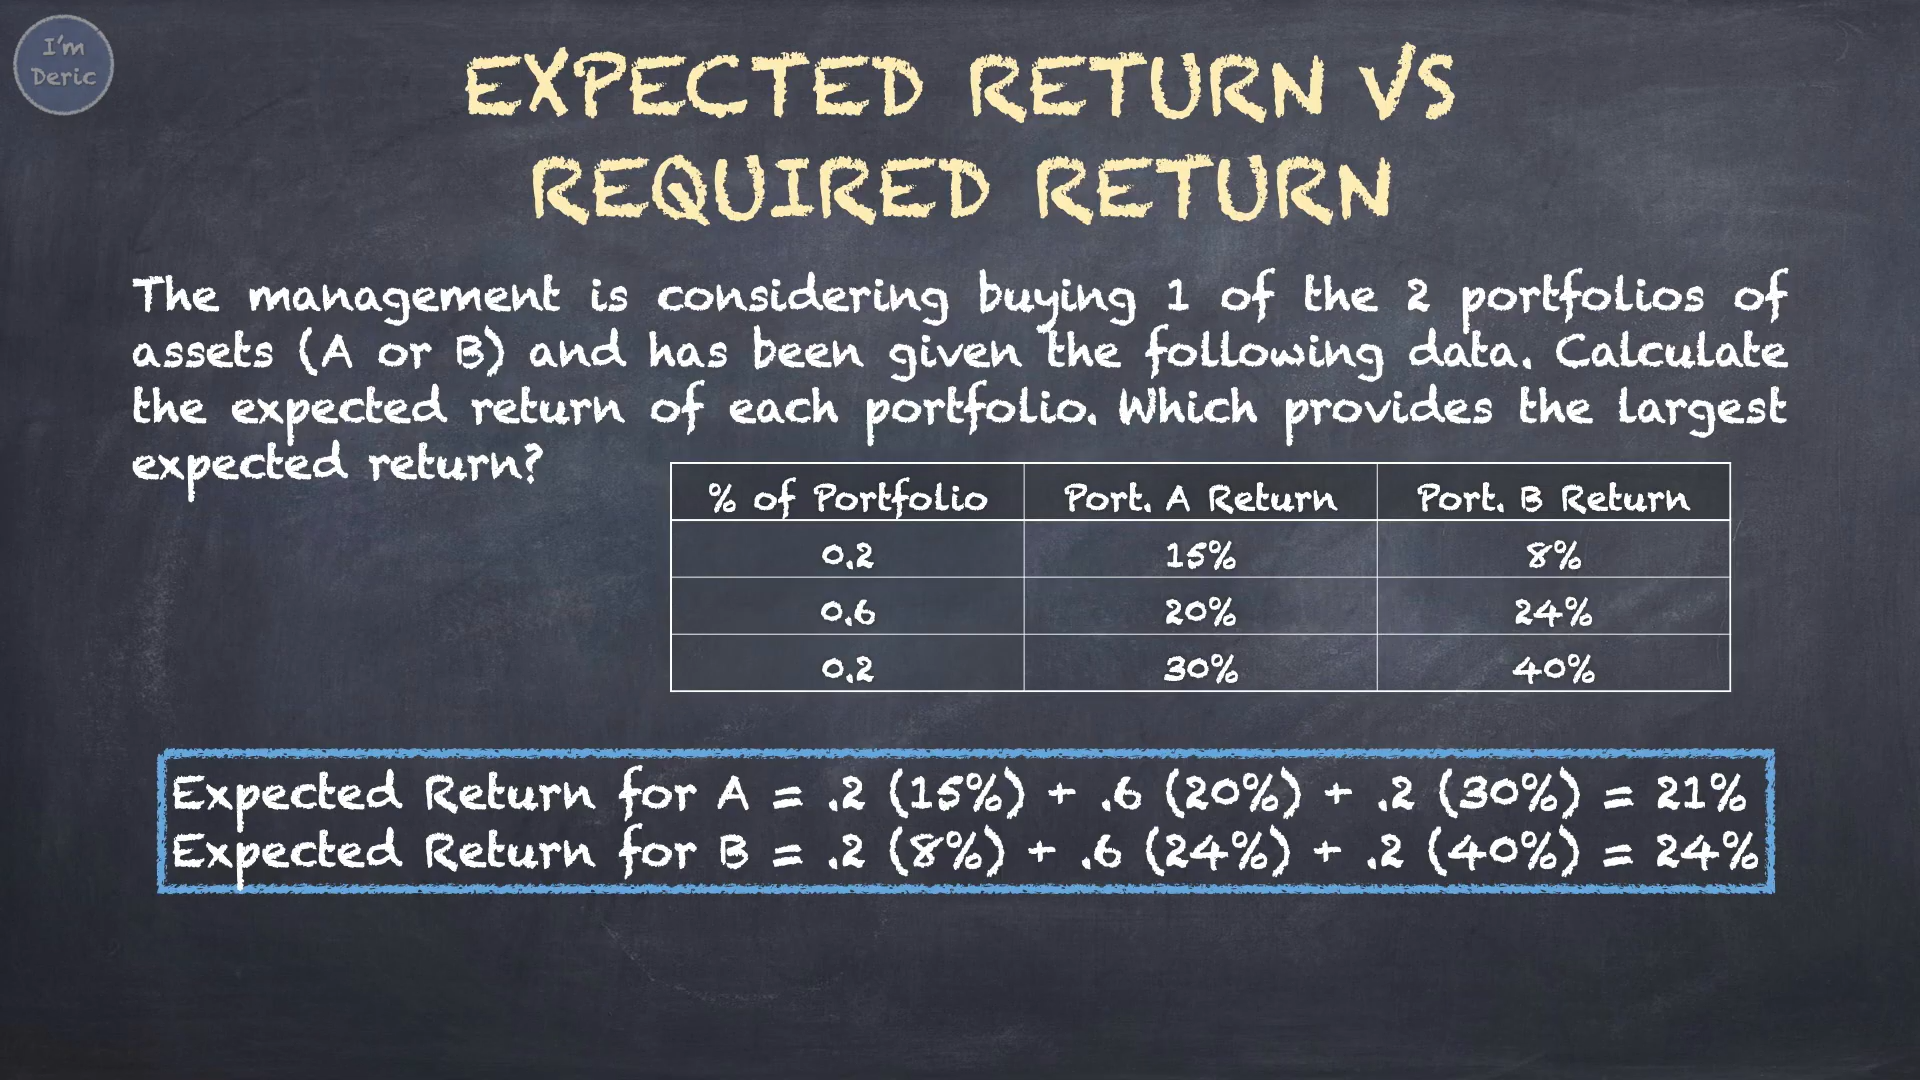 I'm
Deric
EXPECTED RETURN VS
REQUIRED RETURN
The management is considering buying 1 of the 2 portfolios of
assets (A or B) and has been given the following data. Calculate
the expected return of each portfolio. Which provides the largest
expected return?
% of Portfolio Port. A Return Port. B Return
0.2 15% 8%
0.6 20% 24%
0.2 30% 40%
Expected Return for A = .2 (15%) + .6 (20%) + .2 (30%) = 21%
Expected Return for B = .2 (8%) + .6 (24%) + .2 (40%) = 24%